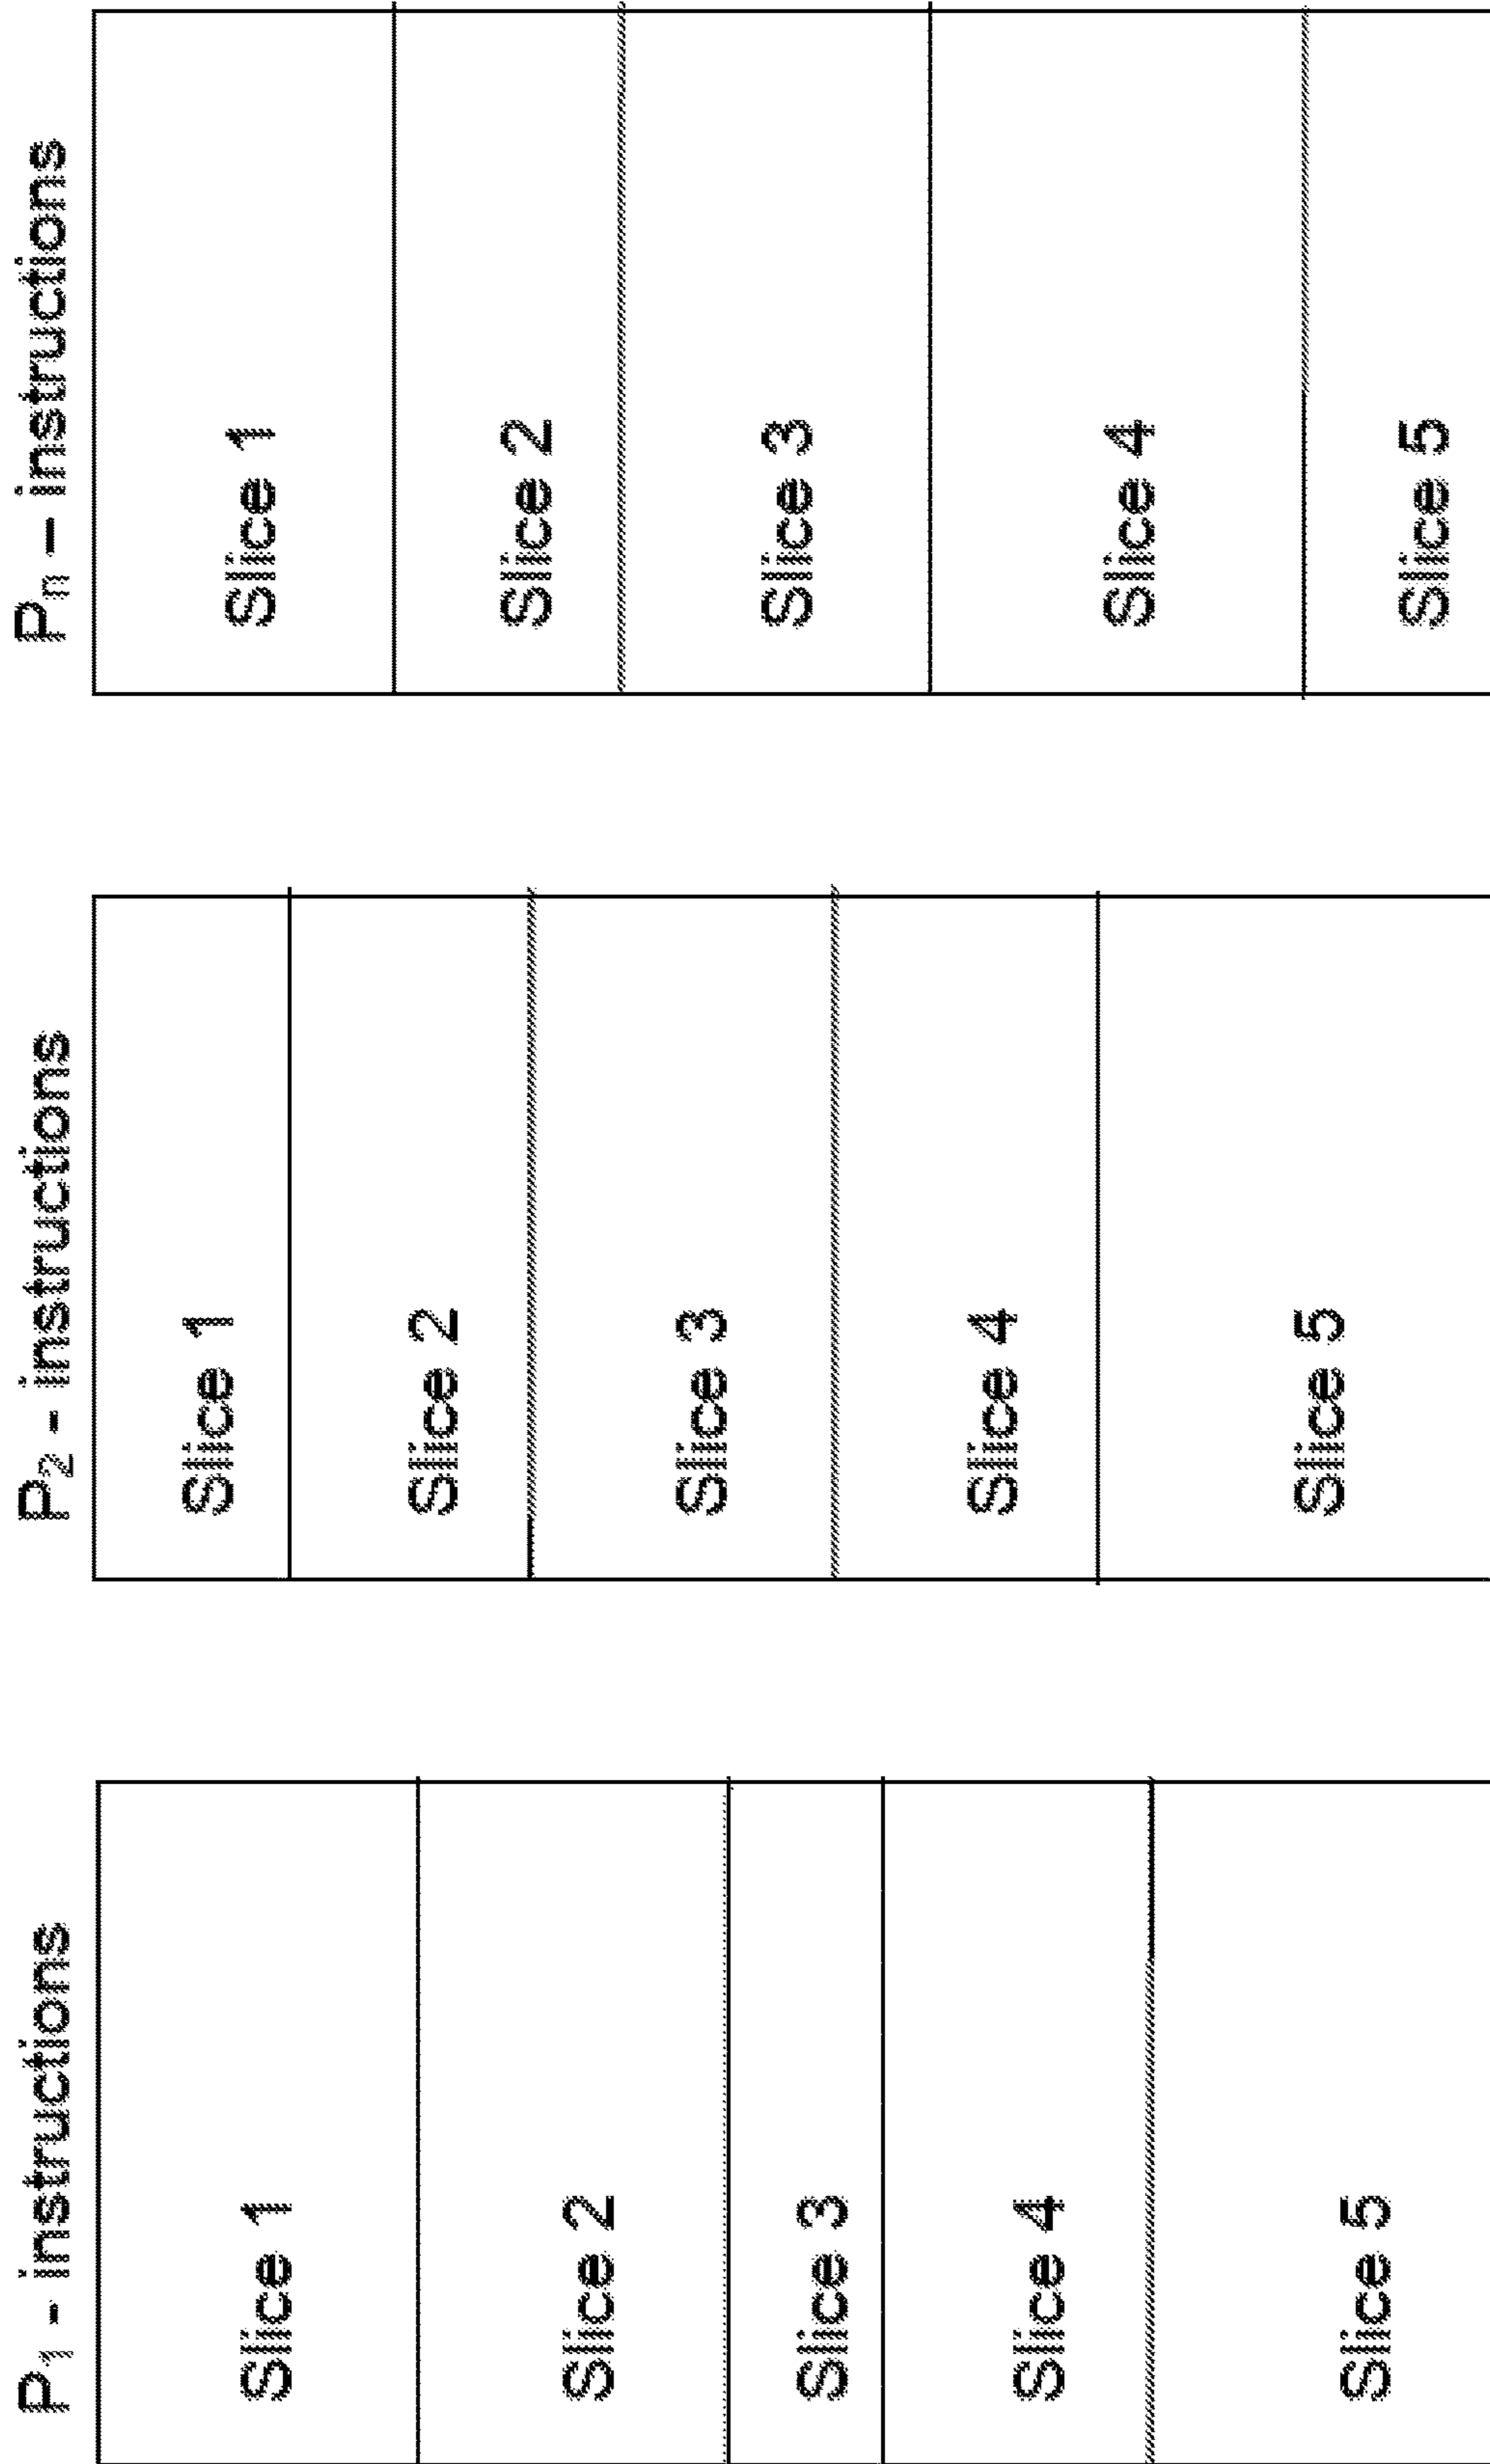 P1 - instructions
Slice 1
Slice 2
Slice 3
Slice 4
Slice 5
P2 - instructions
Slice 1
Slice 2
Slice 3
Slice 4
Slice 5
Pn – instructions
Slice 1
Slice 2
Slice 3
Slice 4
Slice 5